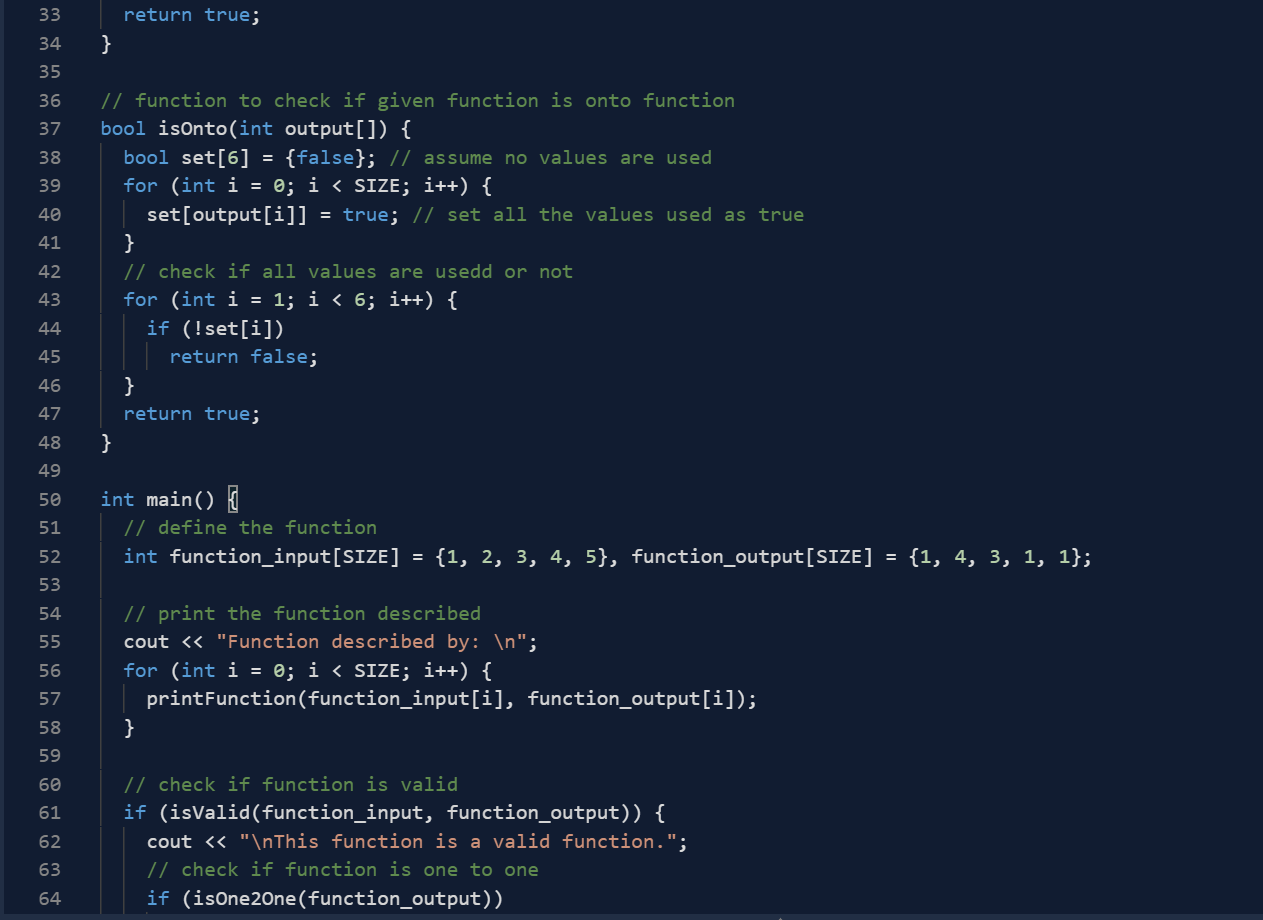 33 return true;
34 }
35
36 // function to check if given function is onto function
37 bool isOnto(int output[]) {
38 bool set[6] = {false}; // assume no values are used
39 for (int i = 0; i < SIZE; i++) {
40 set[output[i]] = true; // set all the values used as true
41 }
42 // check if all values are usedd or not
43 for (int i = 1; i < 6; i++) {
44 if (!set[i])
45 return false;
46 }
47 return true;
48 }
49
50 int main() {
51 // define the function
52 int function_input[SIZE] = {1, 2, 3, 4, 5}, function_output[SIZE] = {1, 4, 3, 1, 1};
53
54 // print the function described
55 cout << "Function described by: \n";
56 for (int i = 0; i < SIZE; i++) {
57 printFunction(function_input[i], function_output[i]);
58 }
59
60 // check if function is valid
61 if (isValid(function_input, function_output)) {
62 cout << "\nThis function is a valid function.";
63 // check if function is one to one
64 if (isOne2One(function_output))